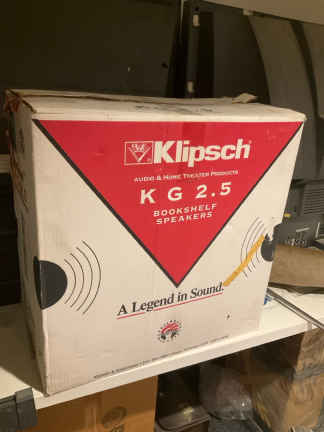 Klipsch
AUDIO & HOME THEATER PRODUCTS
KG 2.5
BOOKSHELF
SPEAKERS
A Legend in Sound.